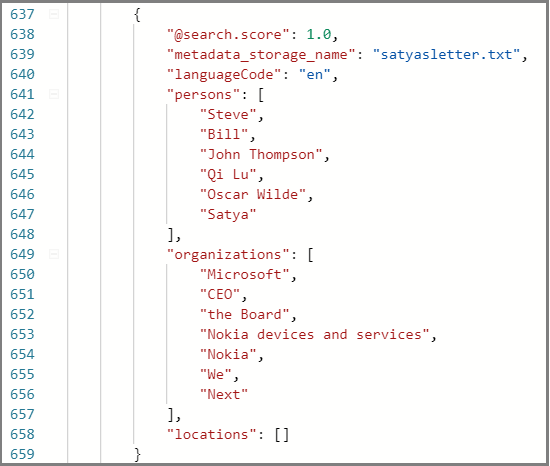 637 {
638 "@search.score": 1.0,
639 "metadata_storage_name": "satyasletter.txt",
640 "languageCode": "en",
641 "persons": [
642 "Steve",
643 "Bill",
644 "John Thompson",
645 "Qi Lu",
646 "Oscar Wilde",
647 "Satya"
648 ],
649 "organizations": [
650 "Microsoft",
651 "CEO",
652 "the Board",
653 "Nokia devices and services",
654 "Nokia",
655 "We",
656 "Next"
657 ],
658 "locations": []
659 }